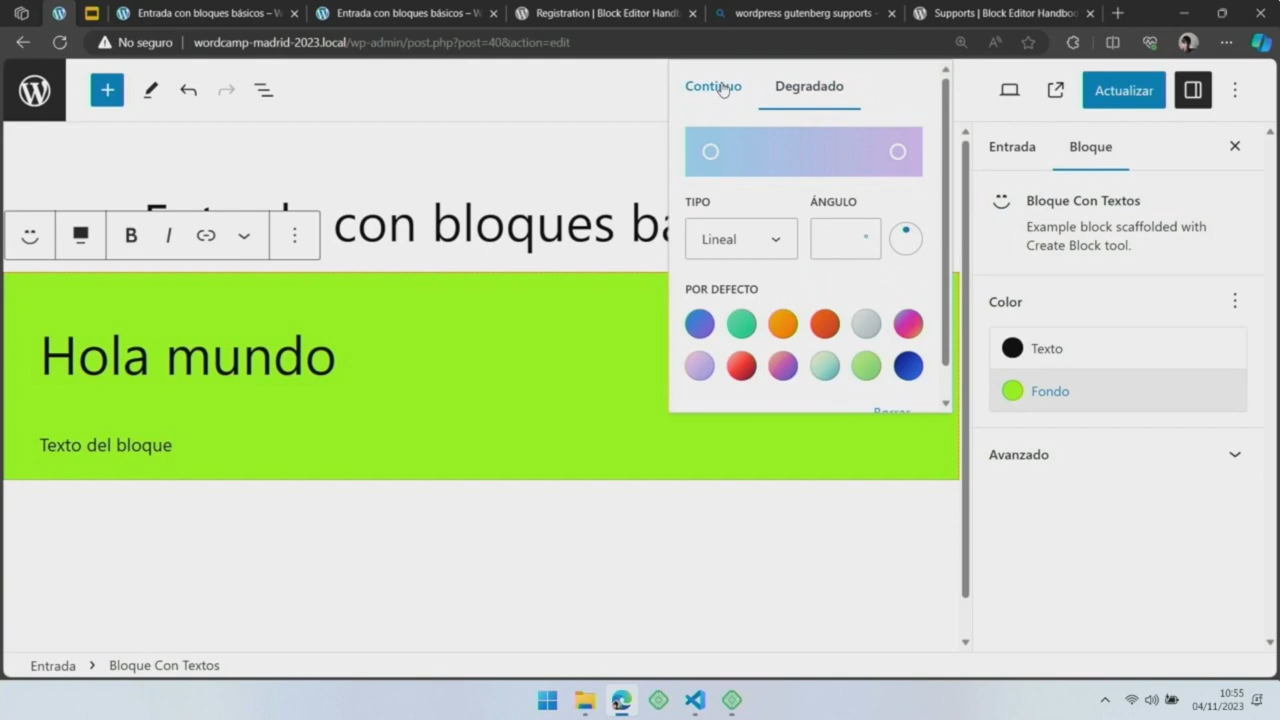 Entrada con bloques básicos – W
Entrada con bloques básicos – W
Registration | Block Editor Handb
wordpress gutenberg supports -
Supports | Block Editor Handboo
No seguro
wordcamp-madrid-2023.local/wp-admin/post.php?post=40&action=edit
Actualizar
Continuo
Degradado
TIPO
ÁNGULO
Lineal
POR DEFECTO
Borrar
con bloques bá
B I
Hola mundo
Texto del bloque
Entrada
Bloque
Bloque Con Textos
Example block scaffolded with
Create Block tool.
Color
Texto
Fondo
Avanzado
Entrada > Bloque Con Textos
10:55
04/11/2023